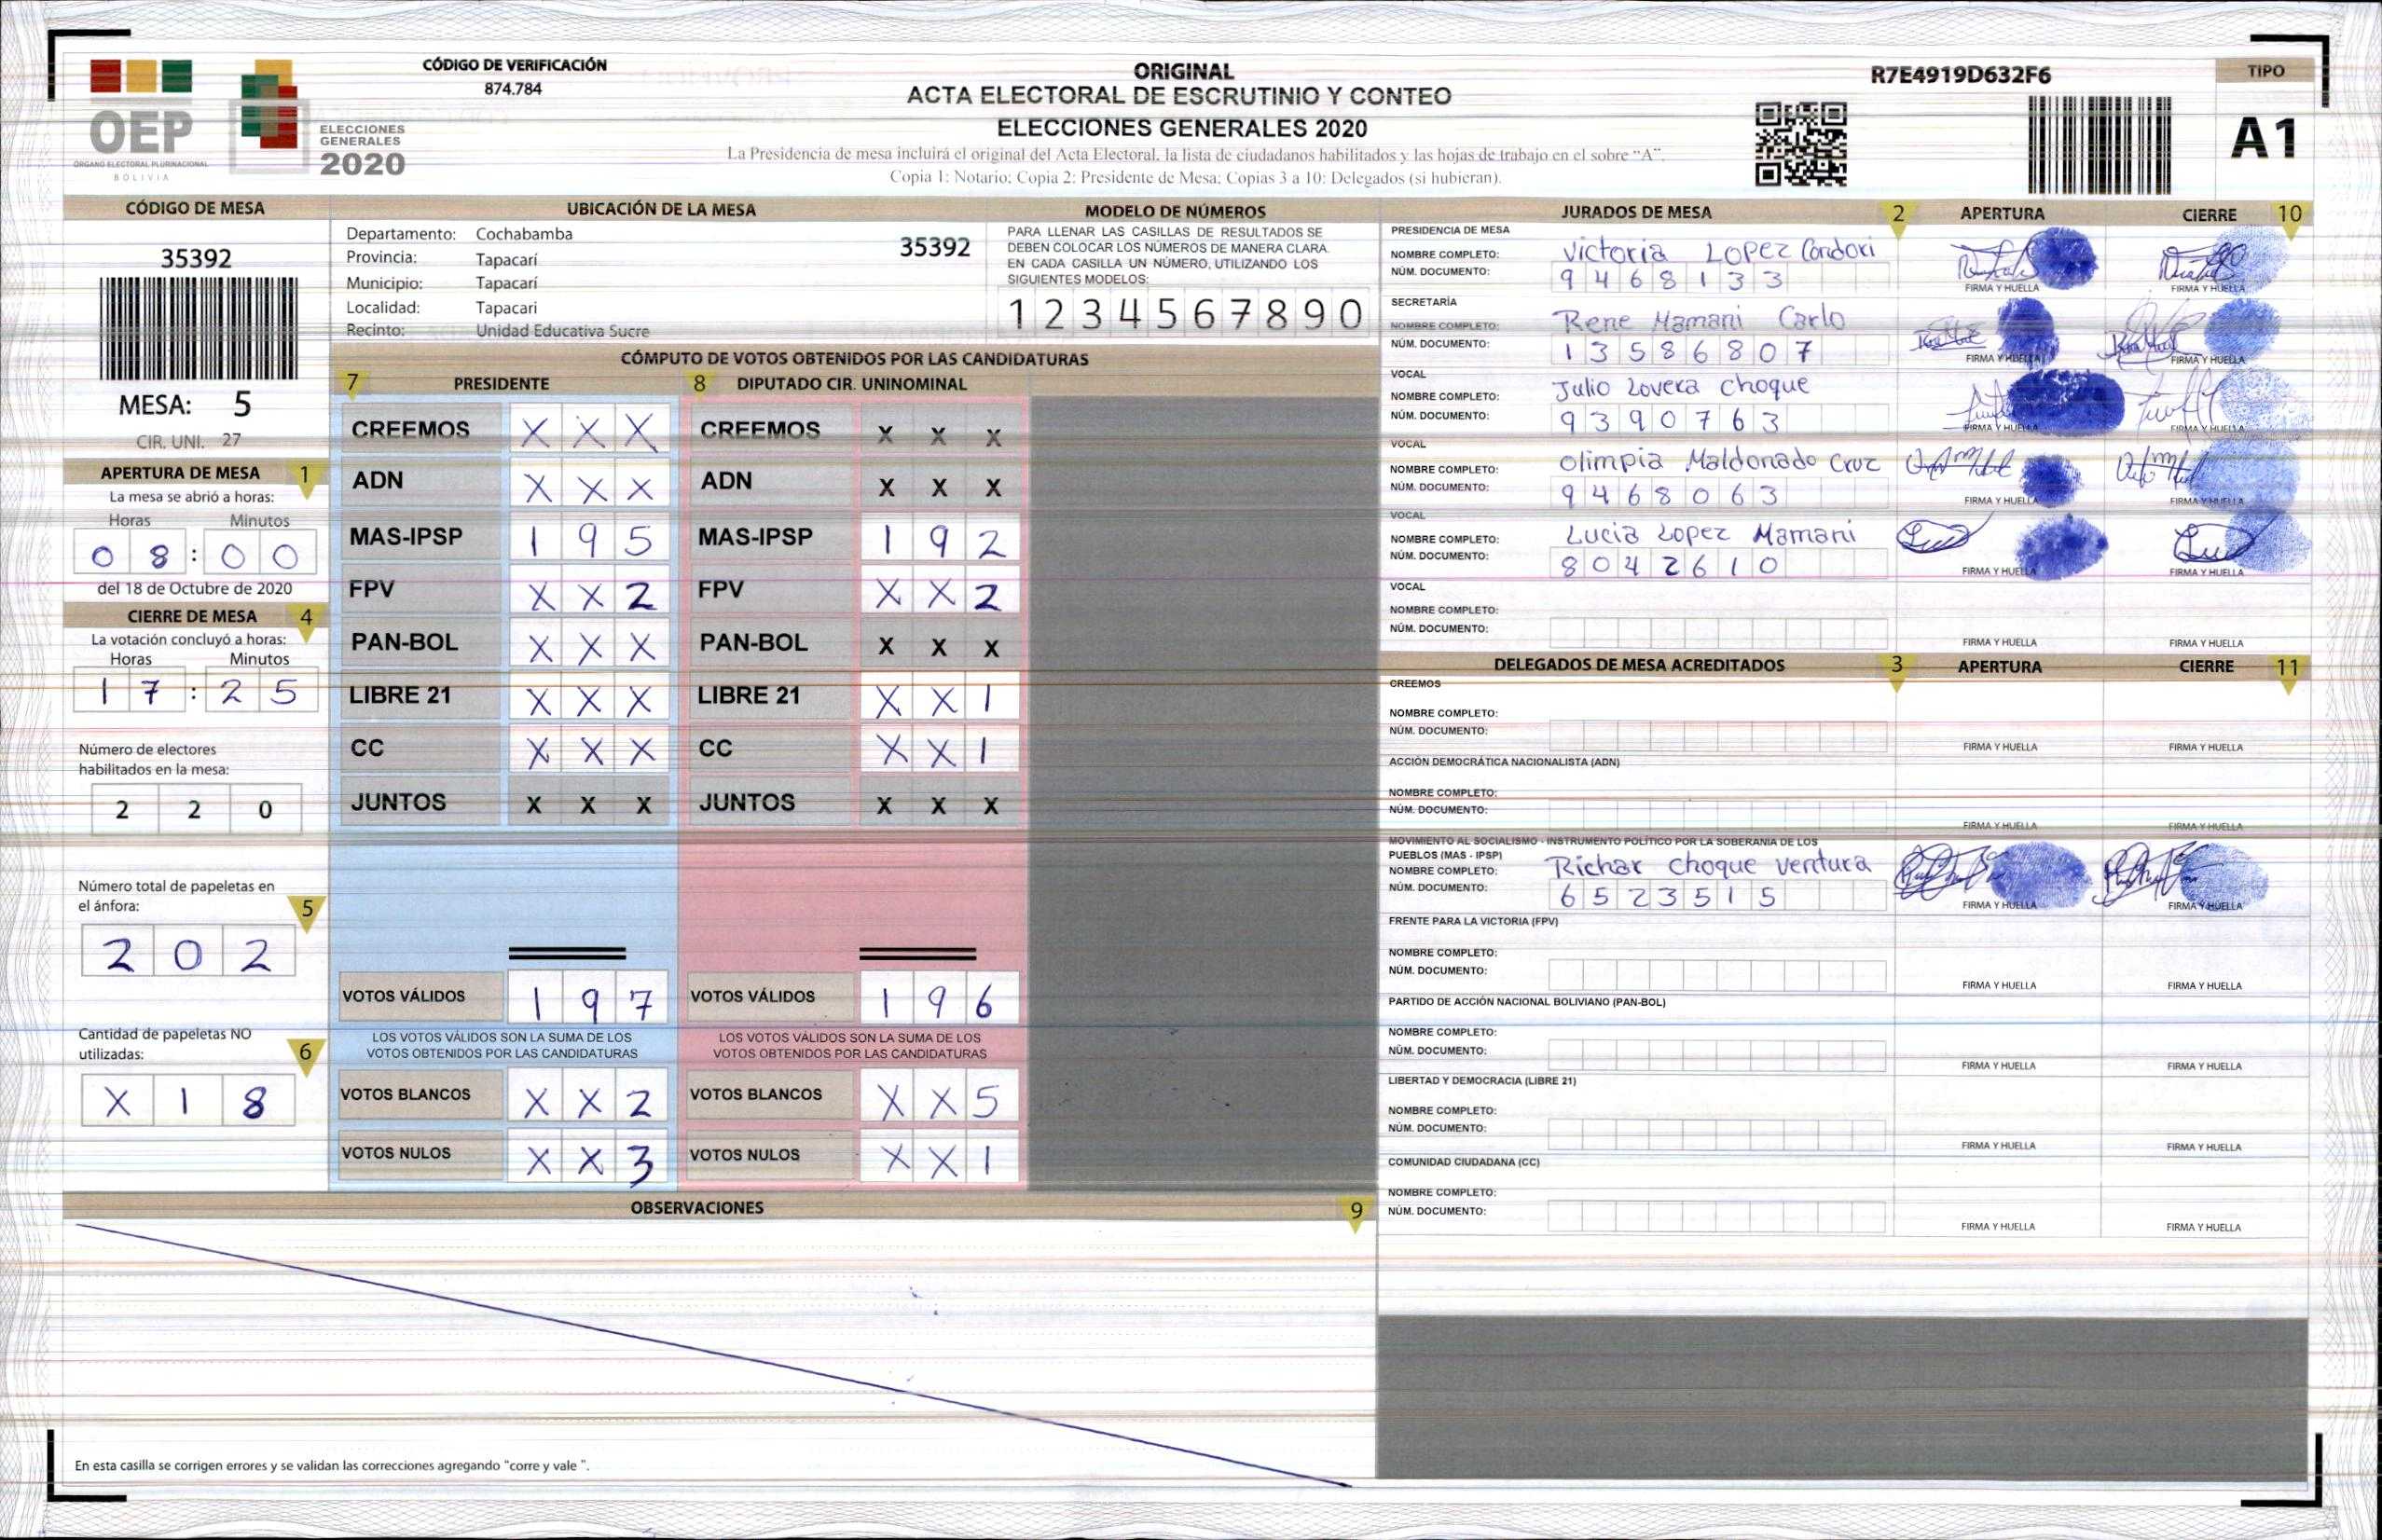 OEP
ÓRGANO ELECTORAL PLURINACIONAL
BOLIVIA
ELECCIONES
GENERALES
2020
CÓDIGO DE VERIFICACIÓN
874.784
ORIGINAL
ACTA ELECTORAL DE ESCRUTINIO Y CONTEO
ELECCIONES GENERALES 2020
La Presidencia de mesa incluirá el original del Acta Electoral, la lista de ciudadanos habilitados y las hojas de trabajo en el sobre “A”.
Copia 1: Notario; Copia 2: Presidente de Mesa; Copias 3 a 10: Delegados (si hubieran).
R7E4919D632F6
TIPO
A1
CÓDIGO DE MESA
35392
MESA: 5
CIR. UNI. 27
APERTURA DE MESA 1
La mesa se abrió a horas:
Horas Minutos
0 8 : 0 0
del 18 de Octubre de 2020
CIERRE DE MESA 4
La votación concluyó a horas:
Horas Minutos
1 7 : 2 5
Número de electores
habilitados en la mesa:
2 2 0
Número total de papeletas en
el ánfora: 5
2 0 2
Cantidad de papeletas NO
utilizadas: 6
X 1 8
UBICACIÓN DE LA MESA
Departamento: Cochabamba
Provincia: Tapacarí
Municipio: Tapacarí
Localidad: Tapacari
Recinto: Unidad Educativa Sucre
35392
MODELO DE NÚMEROS
PARA LLENAR LAS CASILLAS DE RESULTADOS SE
DEBEN COLOCAR LOS NÚMEROS DE MANERA CLARA.
EN CADA CASILLA UN NÚMERO, UTILIZANDO LOS
SIGUIENTES MODELOS:
1 2 3 4 5 6 7 8 9 0
CÓMPUTO DE VOTOS OBTENIDOS POR LAS CANDIDATURAS
7 PRESIDENTE 8 DIPUTADO CIR. UNINOMINAL
CREEMOS X X X CREEMOS X X X
ADN X X X ADN X X X
MAS-IPSP 1 9 5 MAS-IPSP 1 9 2
FPV X X 2 FPV X X 2
PAN-BOL X X X PAN-BOL X X X
LIBRE 21 X X X LIBRE 21 X X 1
CC X X X CC X X 1
JUNTOS X X X JUNTOS X X X
VOTOS VÁLIDOS 1 9 7 VOTOS VÁLIDOS 1 9 6
LOS VOTOS VÁLIDOS SON LA SUMA DE LOS LOS VOTOS VÁLIDOS SON LA SUMA DE LOS
VOTOS OBTENIDOS POR LAS CANDIDATURAS VOTOS OBTENIDOS POR LAS CANDIDATURAS
VOTOS BLANCOS X X 2 VOTOS BLANCOS X X 5
VOTOS NULOS X X 3 VOTOS NULOS X X 1
OBSERVACIONES 9
En esta casilla se corrigen errores y se validan las correcciones agregando “corre y vale ”.
JURADOS DE MESA 2 APERTURA CIERRE 10
PRESIDENCIA DE MESA
NOMBRE COMPLETO: Victoria LOPEZ Condori
NÚM. DOCUMENTO: 9 4 6 8 1 3 3
FIRMA Y HUELLA FIRMA Y HUELLA
SECRETARÍA
NOMBRE COMPLETO: Rene Mamani Carlo
NÚM. DOCUMENTO: 1 3 5 8 6 8 0 7
FIRMA Y HUELLA FIRMA Y HUELLA
VOCAL
NOMBRE COMPLETO: Julio Lovera choque
NÚM. DOCUMENTO: 9 3 9 0 7 6 3
FIRMA Y HUELLA FIRMA Y HUELLA
VOCAL
NOMBRE COMPLETO: Olimpia Maldonado Cruz
NÚM. DOCUMENTO: 9 4 6 8 0 6 3
FIRMA Y HUELLA FIRMA Y HUELLA
VOCAL
NOMBRE COMPLETO: Lucia Lopez Mamani
NÚM. DOCUMENTO: 8 0 4 2 6 1 0
FIRMA Y HUELLA FIRMA Y HUELLA
VOCAL
NOMBRE COMPLETO:
NÚM. DOCUMENTO:
FIRMA Y HUELLA FIRMA Y HUELLA
DELEGADOS DE MESA ACREDITADOS 3 APERTURA CIERRE 11
CREEMOS
NOMBRE COMPLETO:
NÚM. DOCUMENTO:
FIRMA Y HUELLA FIRMA Y HUELLA
ACCIÓN DEMOCRÁTICA NACIONALISTA (ADN)
NOMBRE COMPLETO:
NÚM. DOCUMENTO:
FIRMA Y HUELLA FIRMA Y HUELLA
MOVIMIENTO AL SOCIALISMO - INSTRUMENTO POLÍTICO POR LA SOBERANIA DE LOS
PUEBLOS (MAS - IPSP)
NOMBRE COMPLETO: Richar choque ventura
NÚM. DOCUMENTO: 6 5 2 3 5 1 5
FIRMA Y HUELLA FIRMA Y HUELLA
FRENTE PARA LA VICTORIA (FPV)
NOMBRE COMPLETO:
NÚM. DOCUMENTO:
FIRMA Y HUELLA FIRMA Y HUELLA
PARTIDO DE ACCIÓN NACIONAL BOLIVIANO (PAN-BOL)
NOMBRE COMPLETO:
NÚM. DOCUMENTO:
FIRMA Y HUELLA FIRMA Y HUELLA
LIBERTAD Y DEMOCRACIA (LIBRE 21)
NOMBRE COMPLETO:
NÚM. DOCUMENTO:
FIRMA Y HUELLA FIRMA Y HUELLA
COMUNIDAD CIUDADANA (CC)
NOMBRE COMPLETO:
NÚM. DOCUMENTO:
FIRMA Y HUELLA FIRMA Y HUELLA